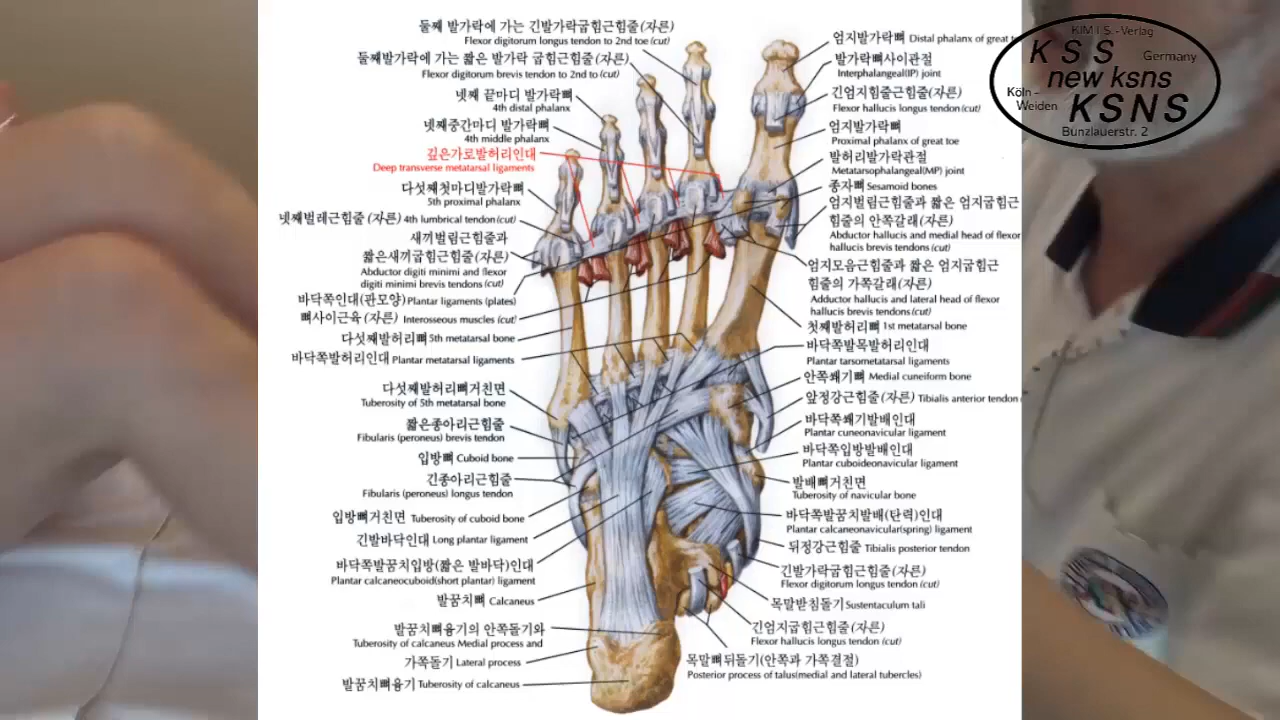 둘째 발가락에 가는 긴발가락굽힘근힘줄(자른)
Flexor digitorum longus tendon to 2nd toe (cut)
둘째발가락에 가는 짧은 발가락 굽힘근힘줄(자른)
Flexor digitorum brevis tendon to 2nd to (cut)
넷째 끝마디 발가락뼈
4th distal phalanx
넷째중간마디 발가락뼈
4th middle phalanx
깊은가로발허리인대
Deep transverse metatarsal ligaments
다섯째첫마디발가락뼈
5th proximal phalanx
넷째벌레근힘줄(자른) 4th lumbrical tendon (cut)
새끼벌림근힘줄과
짧은새끼굽힘근힘줄(자른)
Abductor digiti minimi and flexor
digiti minimi brevis tendons (cut)
바닥쪽인대(판모양) Plantar ligaments (plates)
뼈사이근육(자른) Interosseous muscles (cut)
다섯째발허리뼈 5th metatarsal bone
바닥쪽발허리인대 Plantar metatarsal ligaments
다섯째발허리뼈거친면
Tuberosity of 5th metatarsal bone
짧은종아리근힘줄
Fibularis (peroneus) brevis tendon
입방뼈 Cuboid bone
긴종아리근힘줄
Fibularis (peroneus) longus tendon
입방뼈거친면 Tuberosity of cuboid bone
긴발바닥인대 Long plantar ligament
바닥쪽발꿈치입방(짧은 발바닥)인대
Plantar calcaneocuboid(short plantar) ligament
발꿈치뼈 Calcaneus
발꿈치뼈융기의 안쪽돌기와
Tuberosity of calcaneus Medial process and
가쪽돌기 Lateral process
발꿈치뼈융기 Tuberosity of calcaneus
엄지발가락뼈 Distal phalanx of great
발가락뼈사이관절
Interphalangeal(IP) joint
긴엄지힘줄근힘줄(자른)
Flexor hallucis longus tendon (cut)
엄지발가락뼈
Proximal phalanx of great toe
발허리발가락관절
Metatarsophalangeal(MP) joint
종자뼈 Sesamoid bones
엄지벌림근힘줄과 짧은 엄지굽힘근
힘줄의 안쪽갈래(자른)
Abductor hallucis and medial head of flexor
hallucis brevis tendons (cut)
엄지모음근힘줄과 짧은 엄지굽힘근
힘줄의 가쪽갈래(자른)
Adductor hallucis and lateral head of flexor
hallucis brevis tendons (cut)
첫째발허리뼈 1st metatarsal bone
바닥쪽발목발허리인대
Plantar tarsometatarsal ligaments
안쪽쐐기뼈 Medial cuneiform bone
앞정강근힘줄(자른) Tibialis anterior tendon
바닥쪽쐐기발배인대
Plantar cuneonavicular ligament
바닥쪽입방발배인대
Plantar cuboideonavicular ligament
발배뼈거친면
Tuberosity of navicular bone
바닥쪽발꿈치발배(탄력)인대
Plantar calcaneonavicular(spring) ligament
뒤정강근힘줄 Tibialis posterior tendon
긴발가락굽힘근힘줄(자른)
Flexor digitorum longus tendon (cut)
목말받침돌기 Sustentaculum tali
긴엄지굽힘근힘줄(자른)
Flexor hallucis longus tendon (cut)
목말뼈뒤돌기(안쪽과 가쪽결절)
Posterior process of talus(medial and lateral tubercles)
KIM I.S.-Verlag
K S S Germany
new ksns
Köln -
Weiden KSNS
Bunzlauerstr. 2